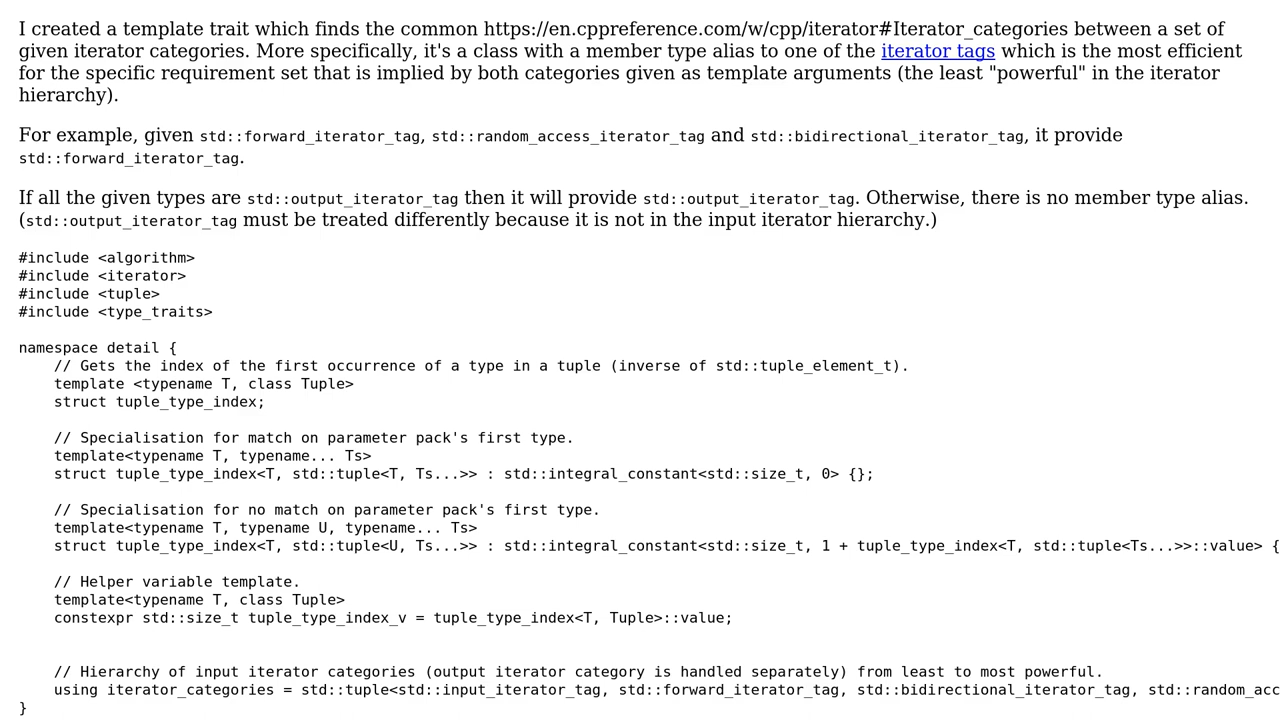 I created a template trait which finds the common https://en.cppreference.com/w/cpp/iterator#Iterator_categories between a set of
given iterator categories. More specifically, it's a class with a member type alias to one of the iterator tags which is the most efficient
for the specific requirement set that is implied by both categories given as template arguments (the least "powerful" in the iterator
hierarchy).
For example, given std::forward_iterator_tag, std::random_access_iterator_tag and std::bidirectional_iterator_tag, it provide
std::forward_iterator_tag.
If all the given types are std::output_iterator_tag then it will provide std::output_iterator_tag. Otherwise, there is no member type alias.
(std::output_iterator_tag must be treated differently because it is not in the input iterator hierarchy.)
#include <algorithm>
#include <iterator>
#include <tuple>
#include <type_traits>
namespace detail {
    // Gets the index of the first occurrence of a type in a tuple (inverse of std::tuple_element_t).
    template <typename T, class Tuple>
    struct tuple_type_index;
    // Specialisation for match on parameter pack's first type.
    template<typename T, typename... Ts>
    struct tuple_type_index<T, std::tuple<T, Ts...>> : std::integral_constant<std::size_t, 0> {};
    // Specialisation for no match on parameter pack's first type.
    template<typename T, typename U, typename... Ts>
    struct tuple_type_index<T, std::tuple<U, Ts...>> : std::integral_constant<std::size_t, 1 + tuple_type_index<T, std::tuple<Ts...>>::value> {
    // Helper variable template.
    template<typename T, class Tuple>
    constexpr std::size_t tuple_type_index_v = tuple_type_index<T, Tuple>::value;
    // Hierarchy of input iterator categories (output iterator category is handled separately) from least to most powerful.
    using iterator_categories = std::tuple<std::input_iterator_tag, std::forward_iterator_tag, std::bidirectional_iterator_tag, std::random_acc
}